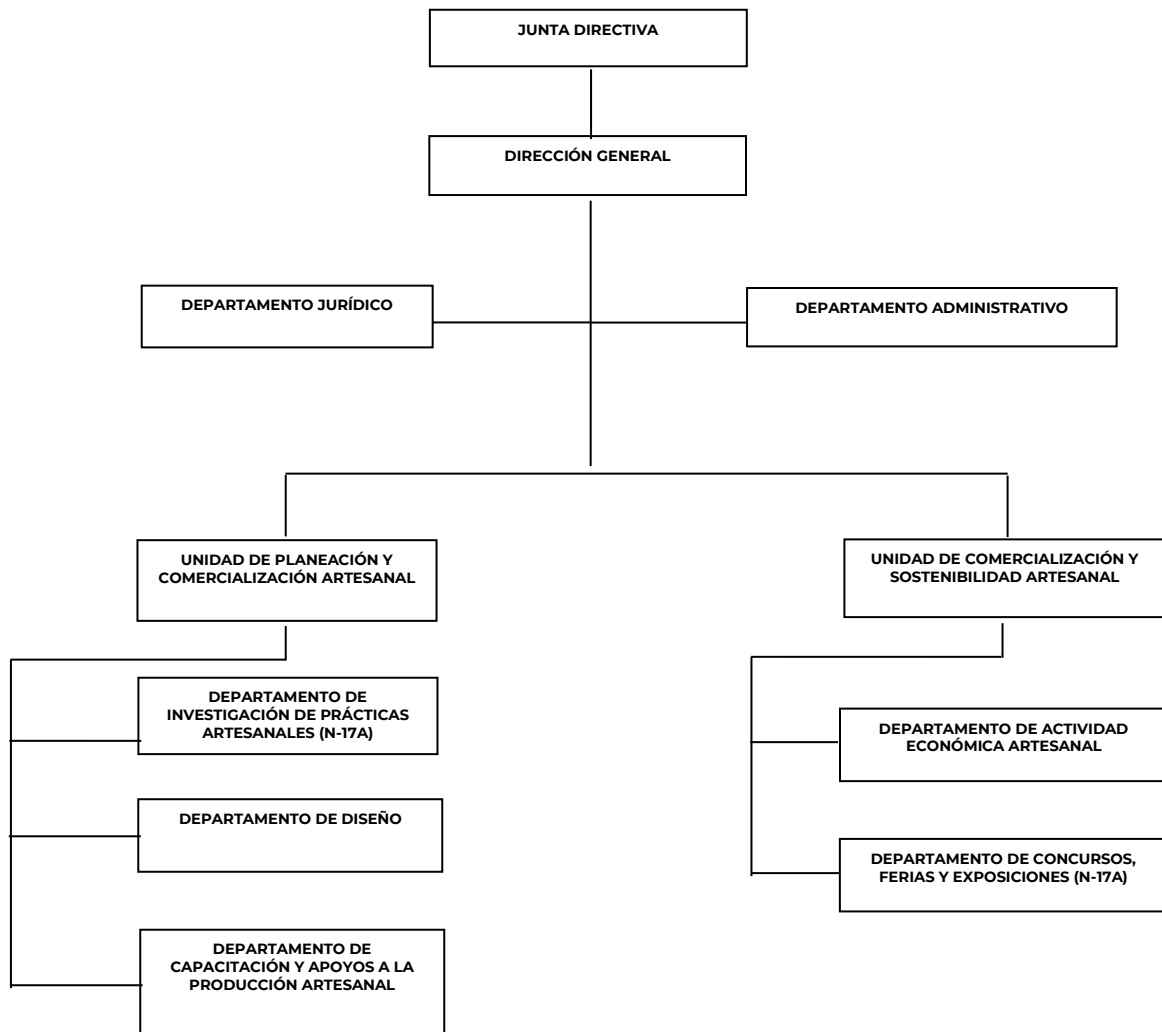 JUNTA DIRECTIVA
DIRECCIÓN GENERAL
DEPARTAMENTO JURÍDICO
DEPARTAMENTO ADMINISTRATIVO
UNIDAD DE PLANEACIÓN Y
COMERCIALIZACIÓN ARTESANAL
UNIDAD DE COMERCIALIZACIÓN Y
SOSTENIBILIDAD ARTESANAL
DEPARTAMENTO DE
INVESTIGACIÓN DE PRÁCTICAS
ARTESANALES (N-17A)
DEPARTAMENTO DE DISEÑO
DEPARTAMENTO DE
CAPACITACIÓN Y APOYOS A LA
PRODUCCIÓN ARTESANAL
DEPARTAMENTO DE ACTIVIDAD
ECONÓMICA ARTESANAL
DEPARTAMENTO DE CONCURSOS,
FERIAS Y EXPOSICIONES (N-17A)